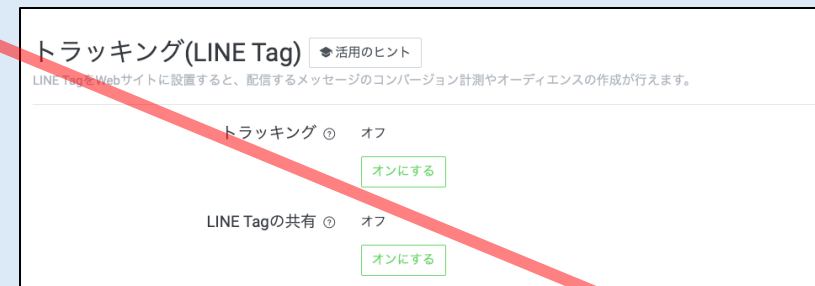 トラッキング(LINE Tag) 活用のヒント
LINE TagをWebサイトに設置すると、配信するメッセージのコンバージョン計測やオーディエンスの作成が行えます。
トラッキング ? オフ
オンにする
LINE Tagの共有 ? オフ
オンにする